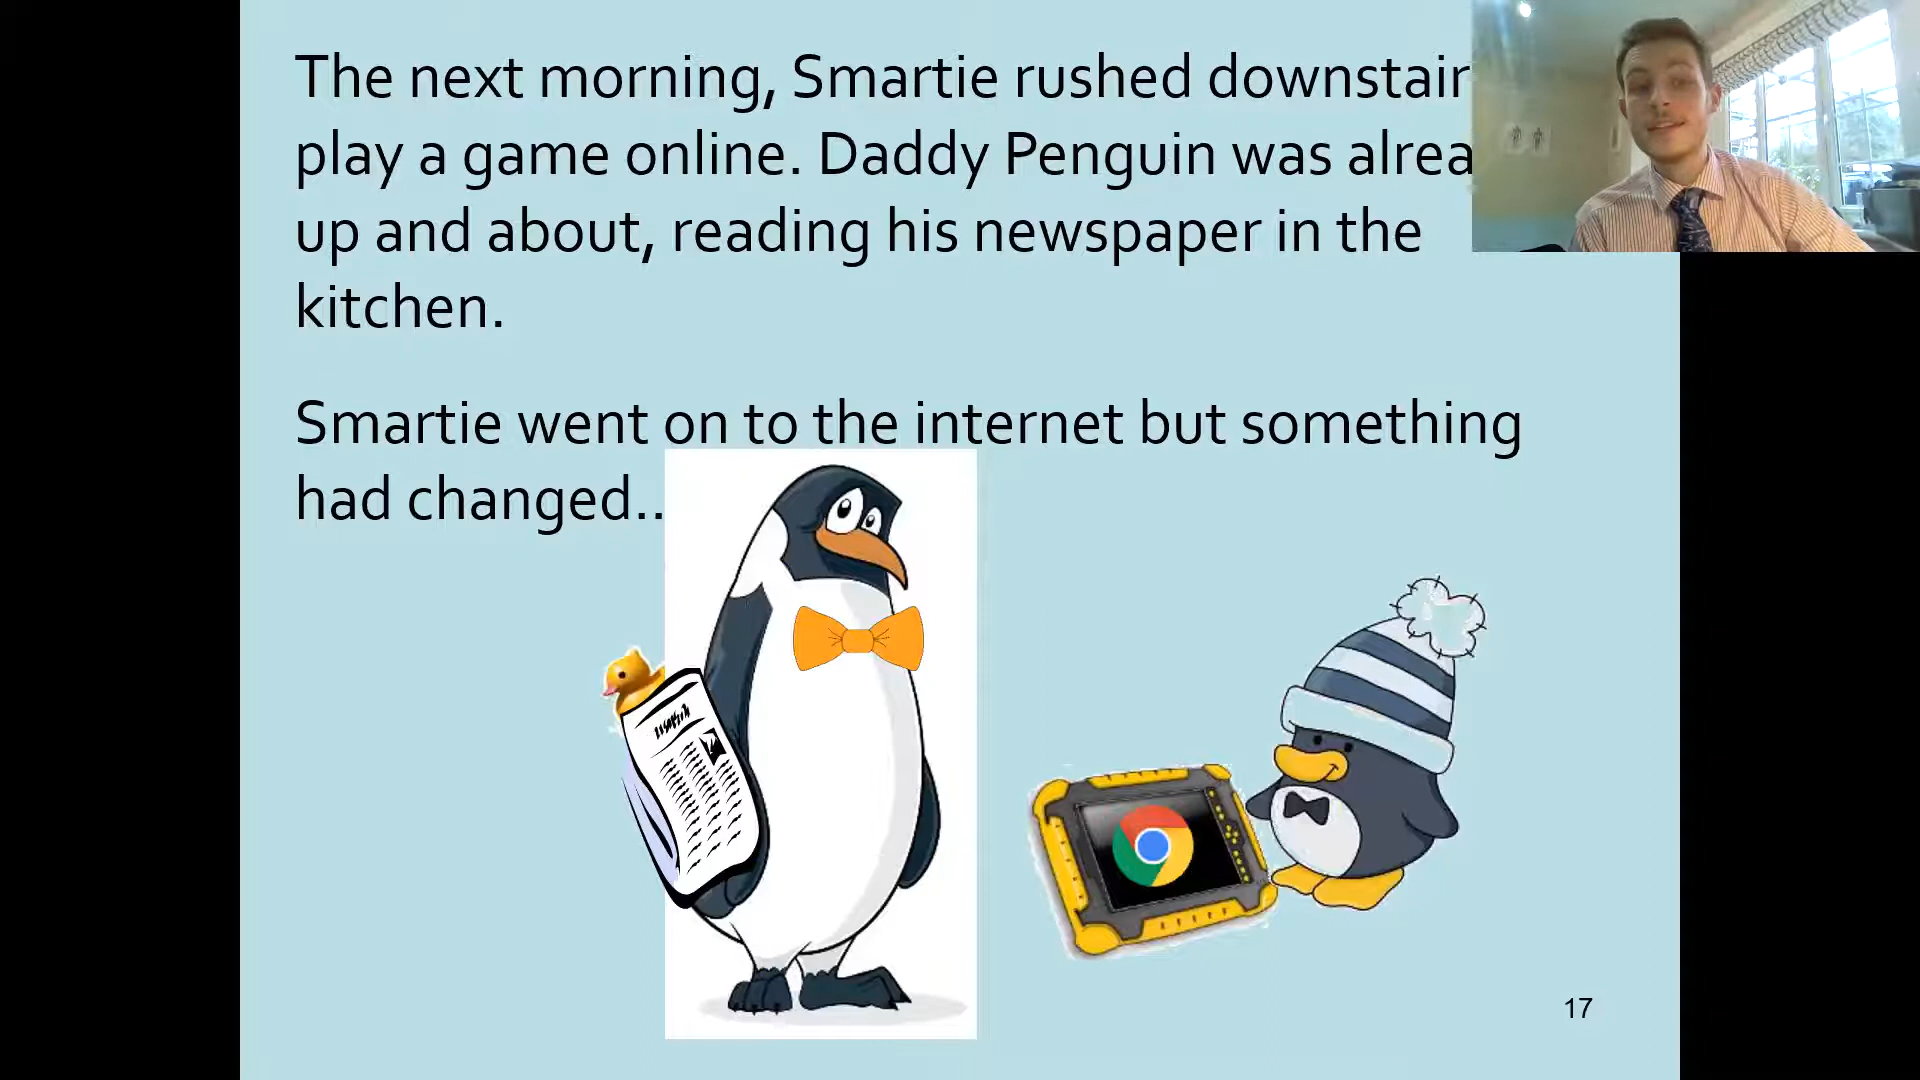 The next morning, Smartie rushed downstair
play a game online. Daddy Penguin was alrea
up and about, reading his newspaper in the
kitchen.
Smartie went on to the internet but something
had changed..
17